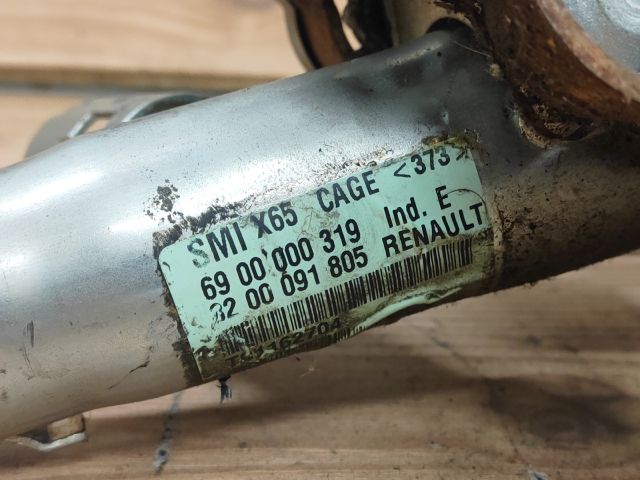 SMI X65 CAGE <373>
69 00 000 319 Ind. E
82 00 091 805 RENAULT